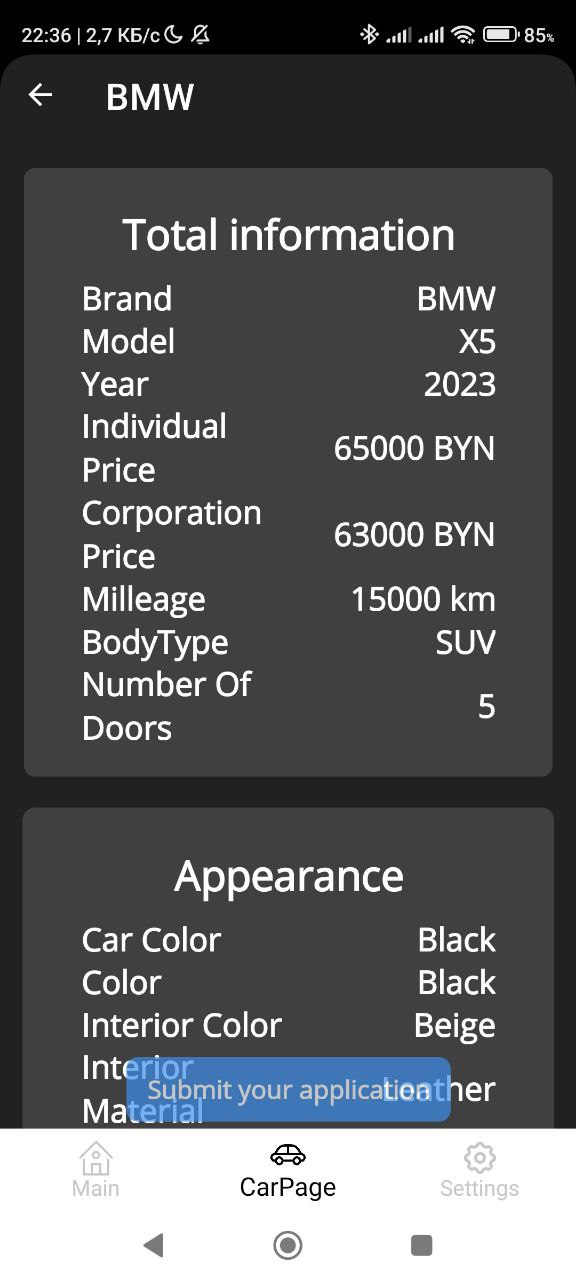 22:36 | 2,7 КБ/с
85%
BMW
Total information
Brand BMW
Model X5
Year 2023
Individual
Price 65000 BYN
Corporation
Price 63000 BYN
Milleage 15000 km
BodyType SUV
Number Of
Doors 5
Appearance
Car Color Black
Color Black
Interior Color Beige
Interior
Material Leather
Submit your application
Main CarPage Settings